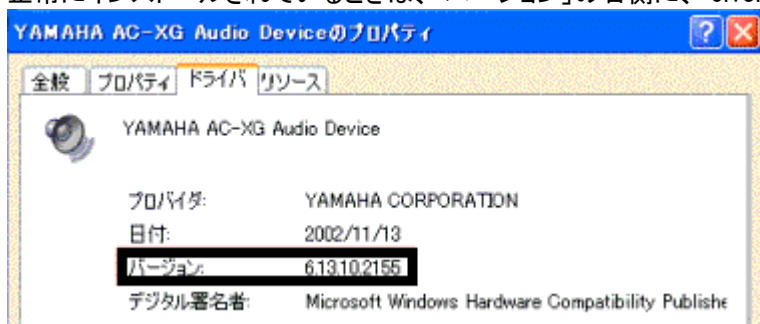 YAMAHA AC-XG Audio Deviceのプロパティ
全般 プロパティ ドライバ リソース
YAMAHA AC-XG Audio Device
プロバイダ: YAMAHA CORPORATION
日付: 2002/11/13
バージョン: 6.13.10.2155
デジタル署名者: Microsoft Windows Hardware Compatibility Publishe